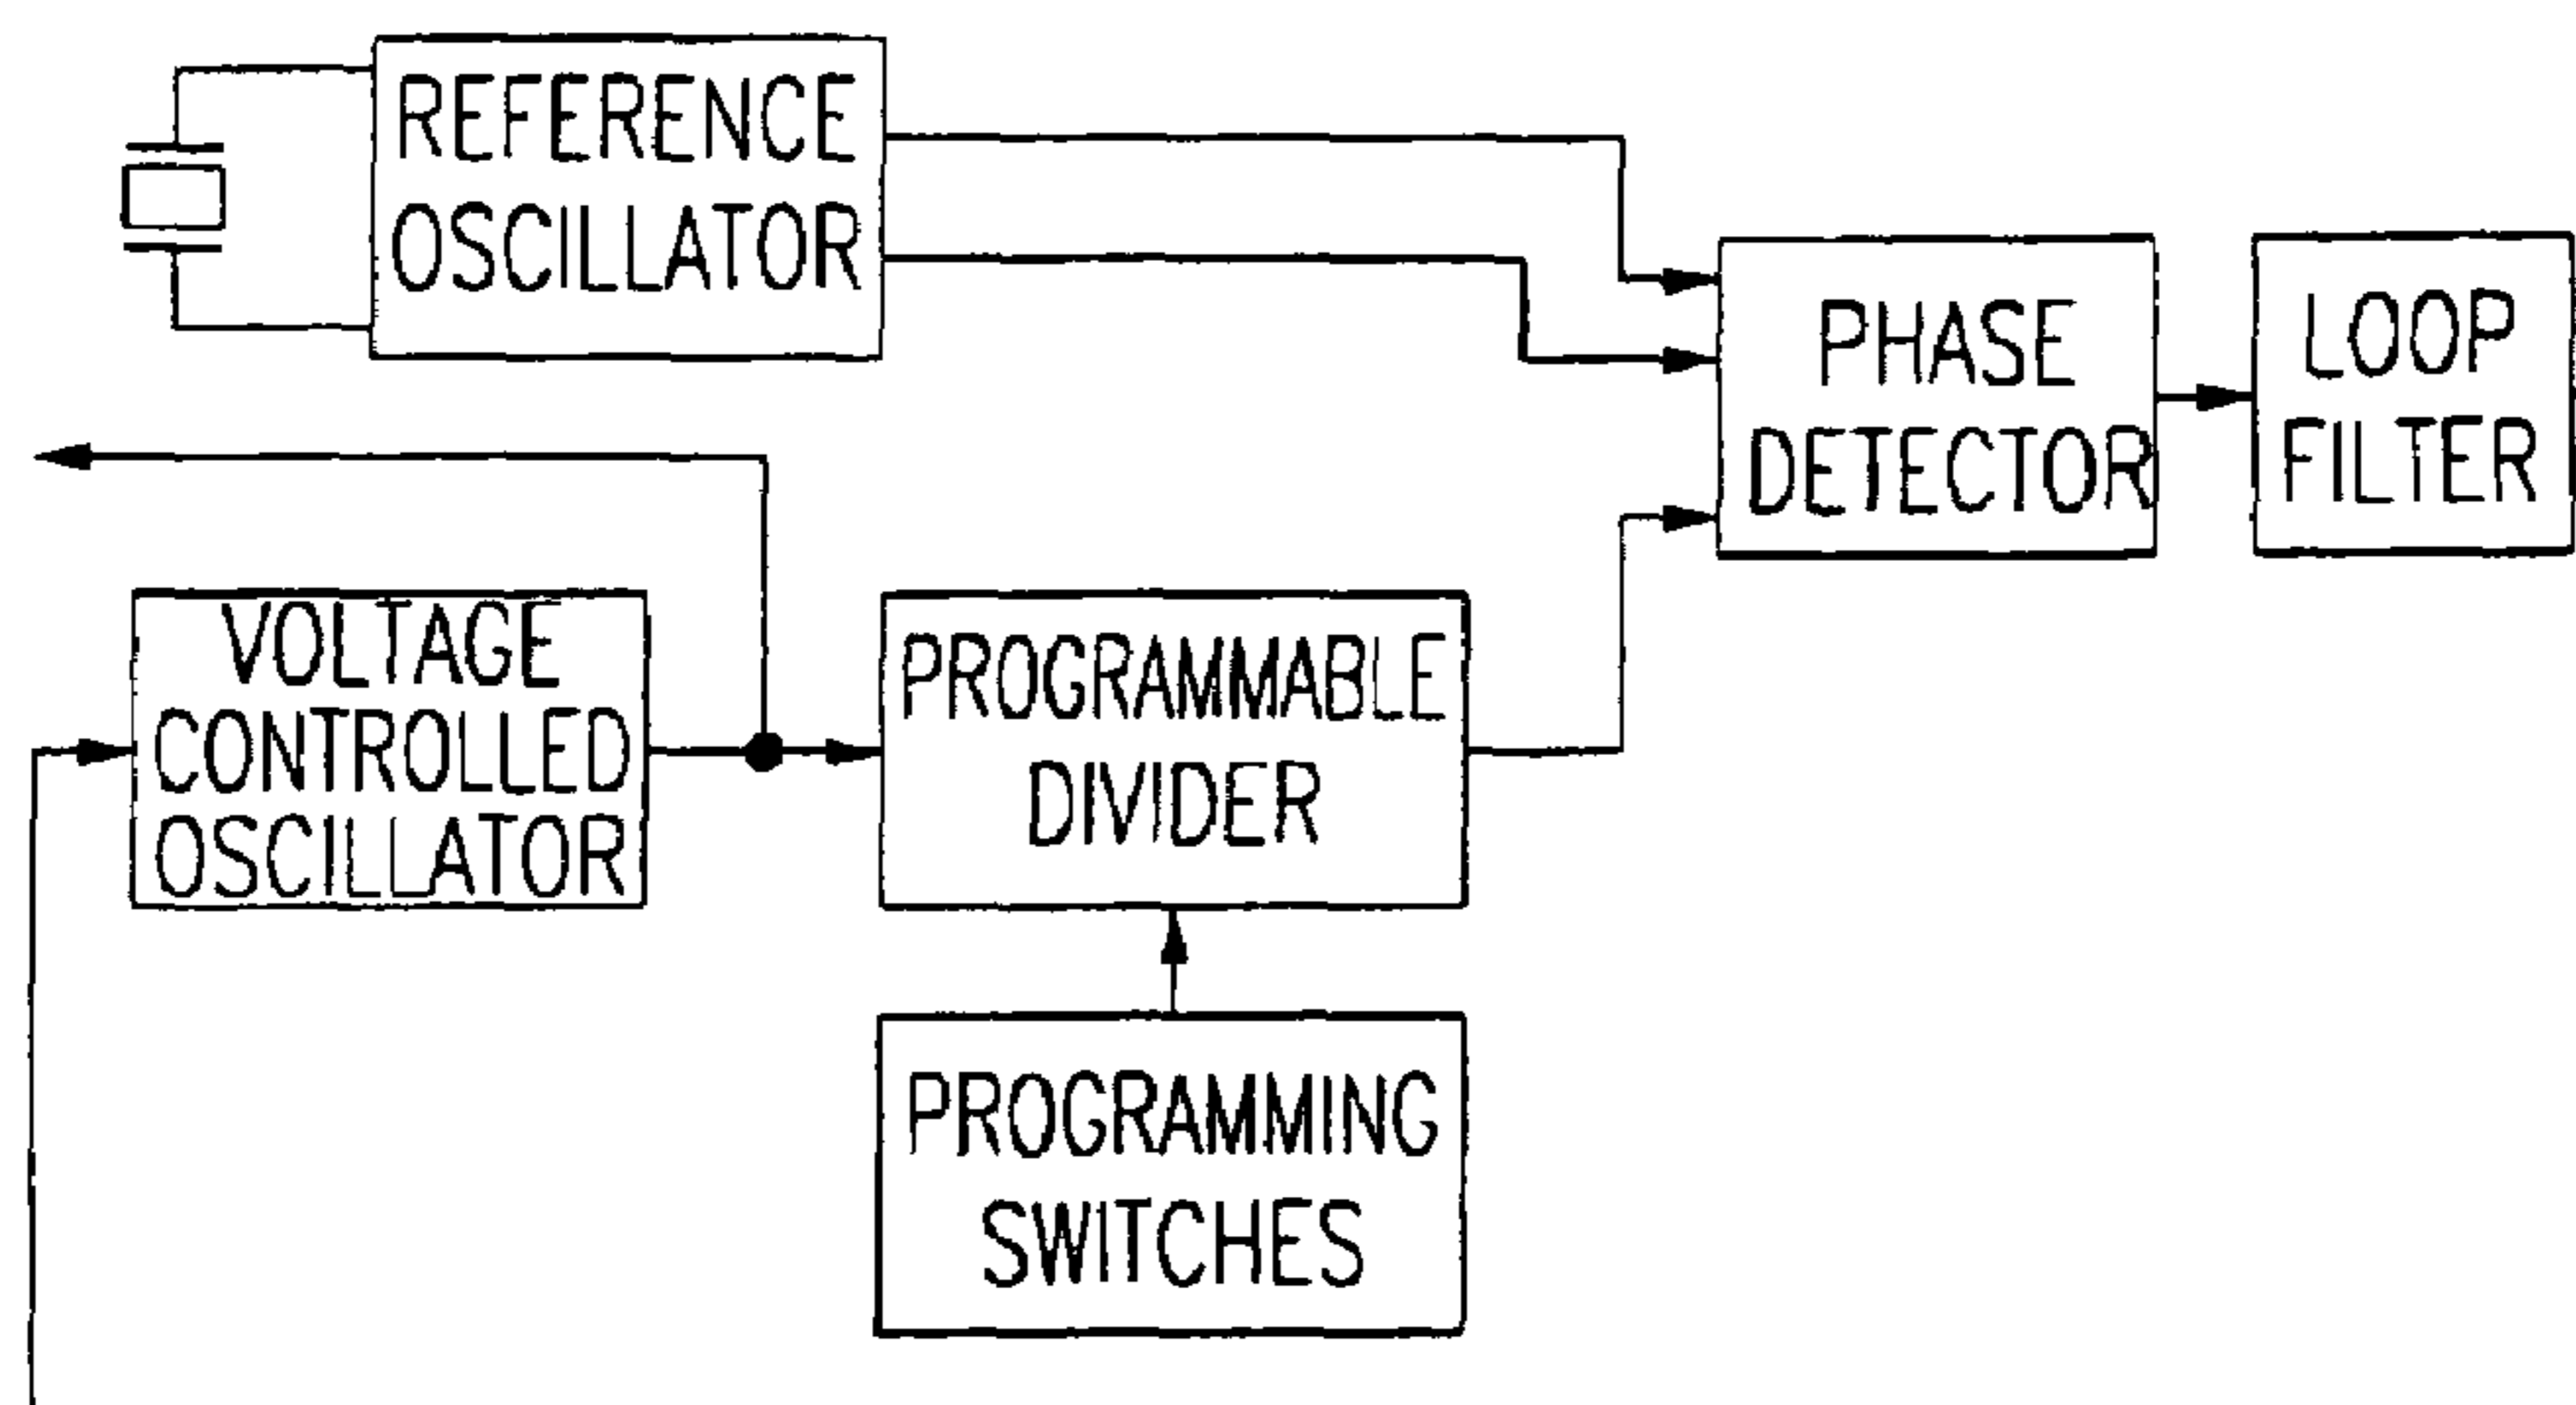 REFERENCE
OSCILLATOR
PHASE
DETECTOR
LOOP
FILTER
VOLTAGE
CONTROLLED
OSCILLATOR
PROGRAMMABLE
DIVIDER
PROGRAMMING
SWITCHES